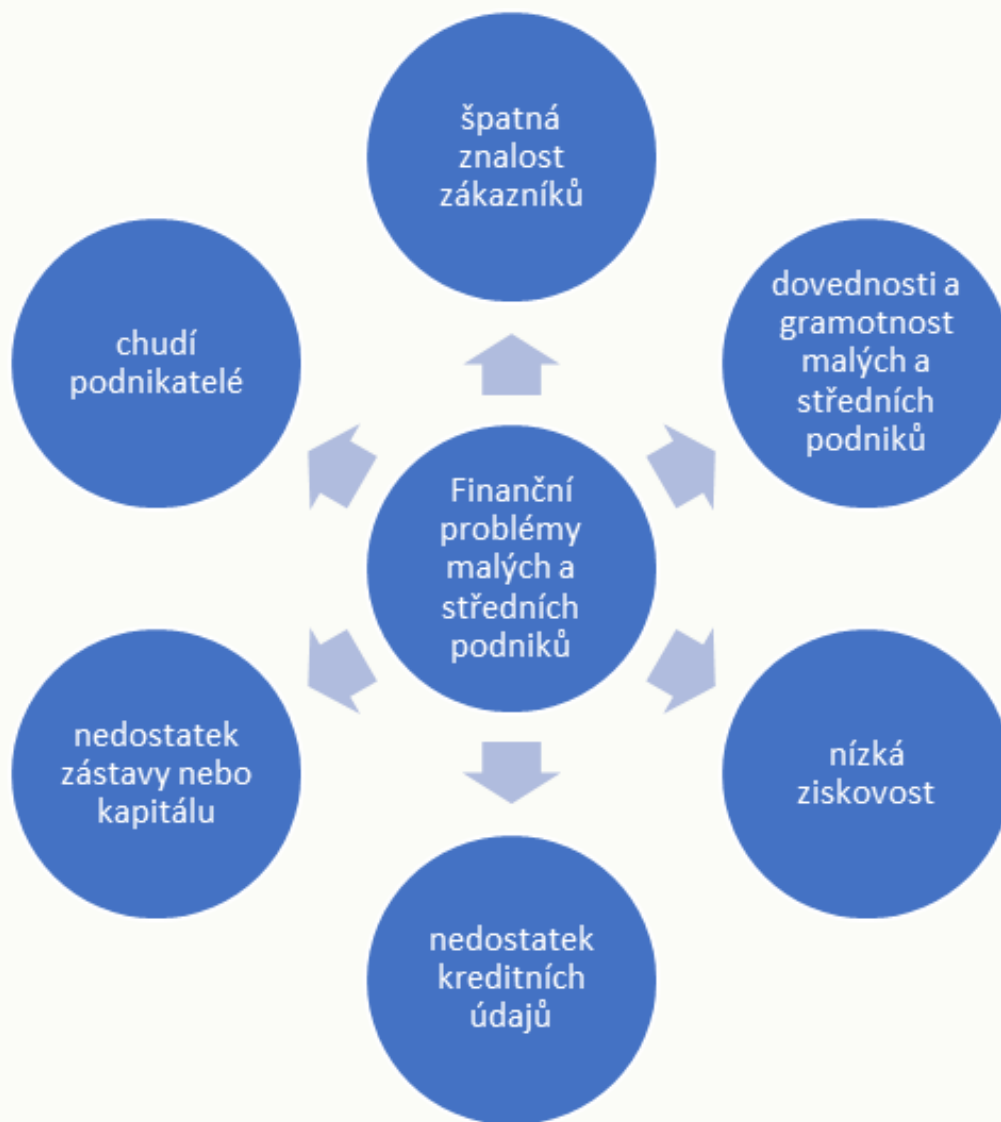 špatná
znalost
zákazníků
dovednosti a
gramotnost
malých a
středních
podniků
chudí
podnikatelé
Finanční
problémy
malých a
středních
podniků
nedostatek
zástavy nebo
kapitálu
nízká
ziskovost
nedostatek
kreditních
údajů